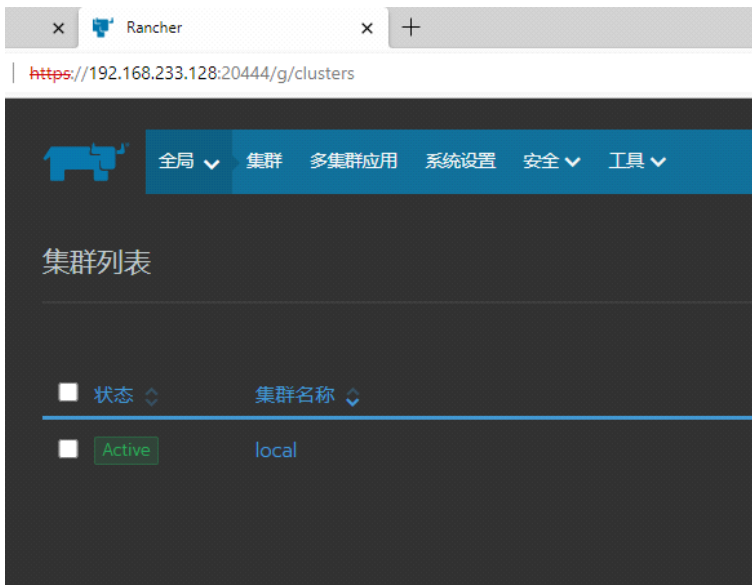 Rancher
https://192.168.233.128:20444/g/clusters
全局 集群 多集群应用 系统设置 安全 工具
集群列表
状态 集群名称
Active local